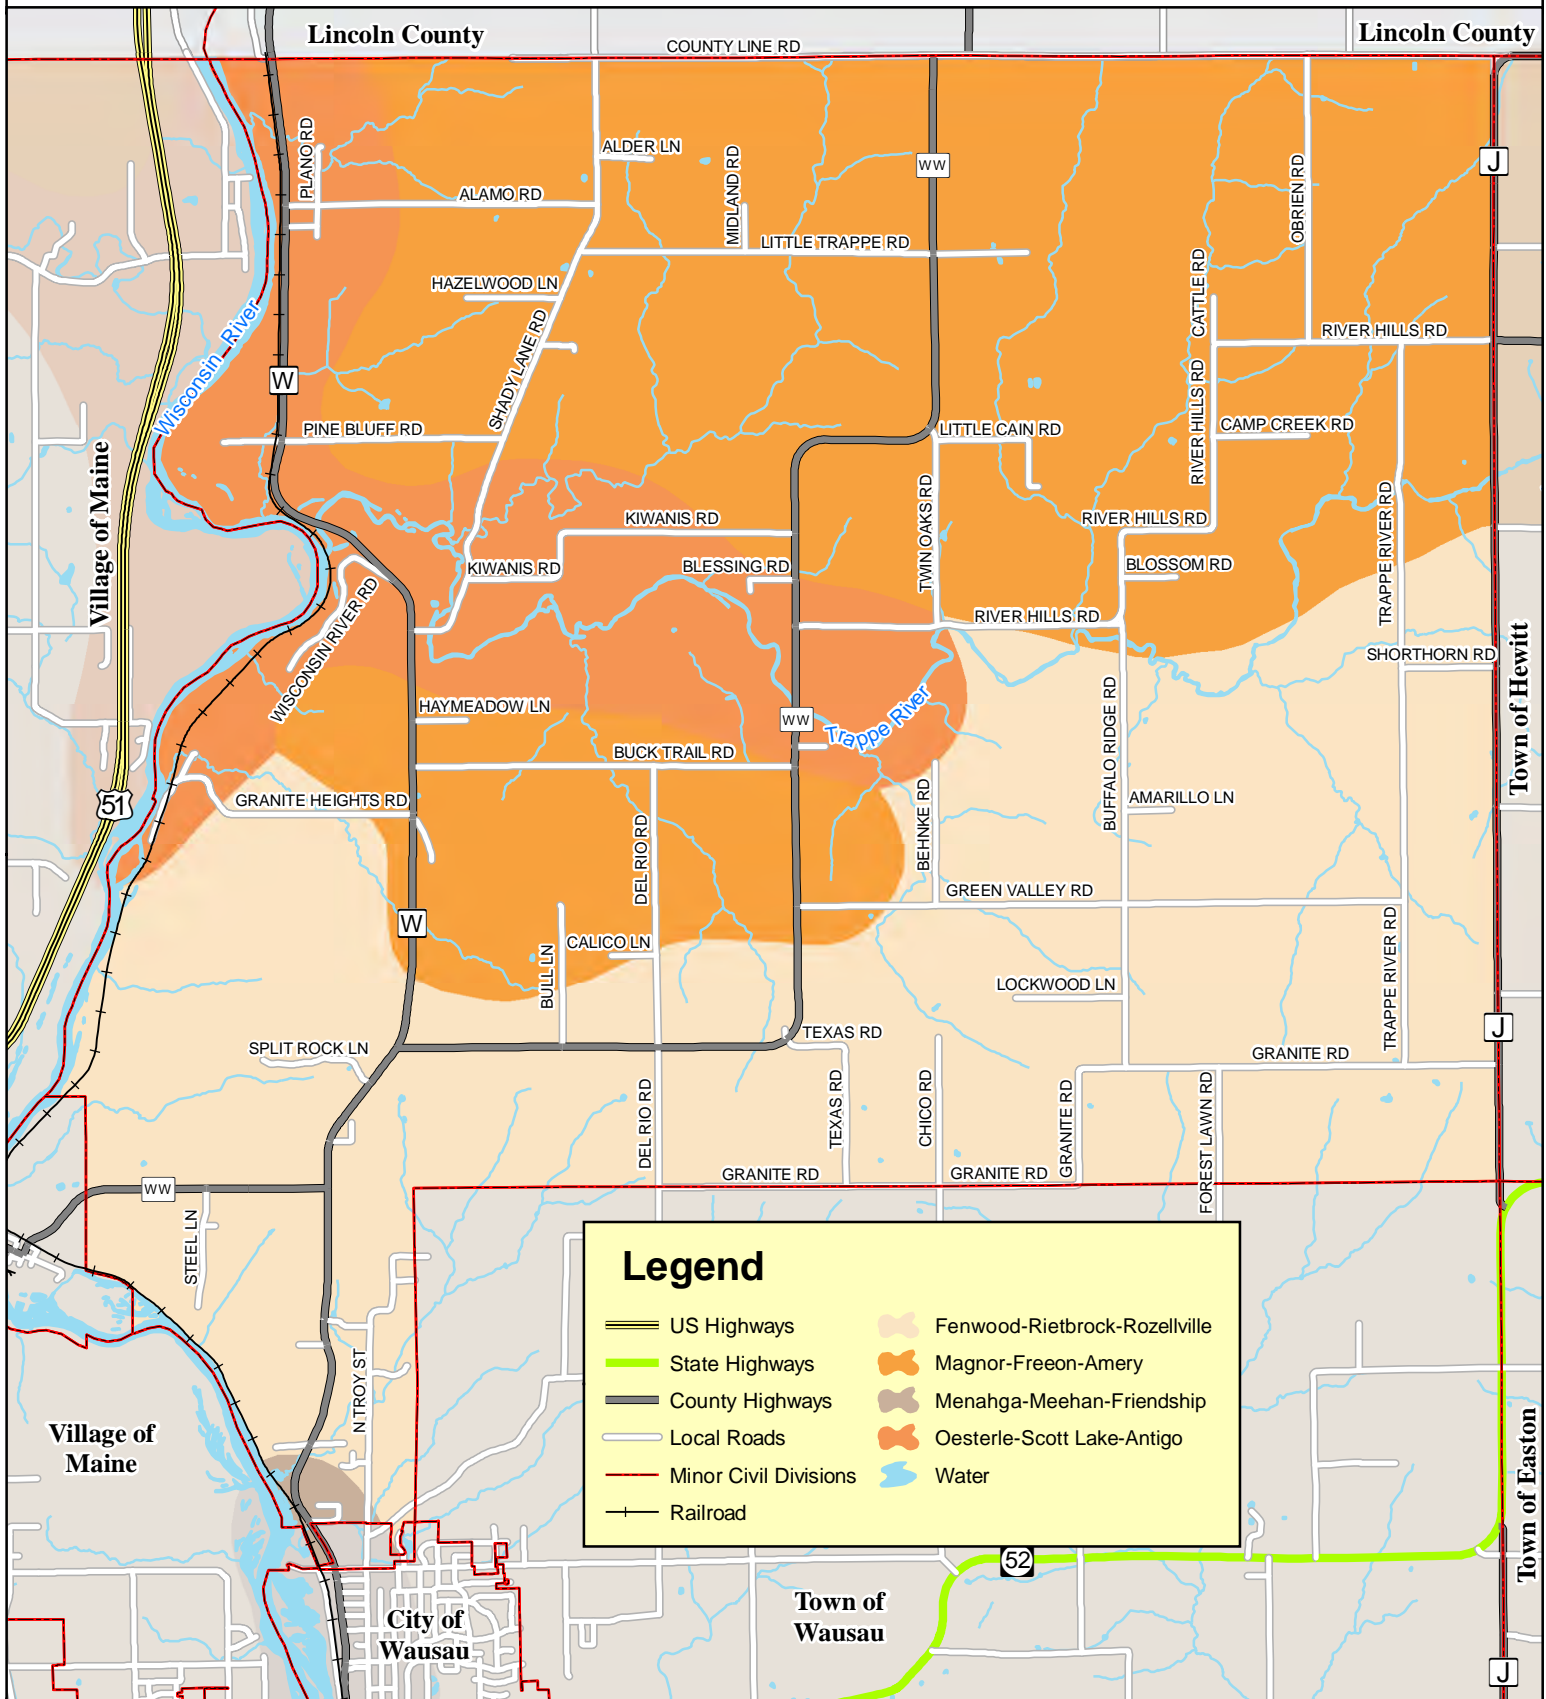 Lincoln County
Lincoln County
COUNTY LINE RD
PLANO RD
ALDER LN
MIDLAND RD
WW
J
ALAMO RD
OBRIEN RD
LITTLE TRAPPE RD
HAZELWOOD LN
CATTLE RD
Wisconsin River
SHADY LANE RD
RIVER HILLS RD
W
RIVER HILLS RD
PINE BLUFF RD
LITTLE CAIN RD
CAMP CREEK RD
Village of Maine
TWIN OAKS RD
TRAPPE RIVER RD
KIWANIS RD
RIVER HILLS RD
KIWANIS RD
BLESSING RD
BLOSSOM RD
WISCONSIN RIVER RD
RIVER HILLS RD
SHORTHORN RD
Town of Hewitt
HAYMEADOW LN
BUFFALO RIDGE RD
WW
Trappe River
BUCK TRAIL RD
51
GRANITE HEIGHTS RD
DEL RIO RD
BEHNKE RD
AMARILLO LN
GREEN VALLEY RD
W
CALICO LN
BULL LN
TRAPPE RIVER RD
LOCKWOOD LN
TEXAS RD
J
SPLIT ROCK LN
GRANITE RD
DEL RIO RD
TEXAS RD
CHICO RD
GRANITE RD
FOREST LAWN RD
GRANITE RD
GRANITE RD
WW
STEEL LN
Legend
US Highways
State Highways
County Highways
Local Roads
Minor Civil Divisions
Railroad
Fenwood-Rietbrock-Rozellville
Magnor-Freeon-Amery
Menahga-Meehan-Friendship
Oesterle-Scott Lake-Antigo
Water
N TROY ST
Village of
Maine
Town of Easton
52
City of
Wausau
Town of
Wausau
J